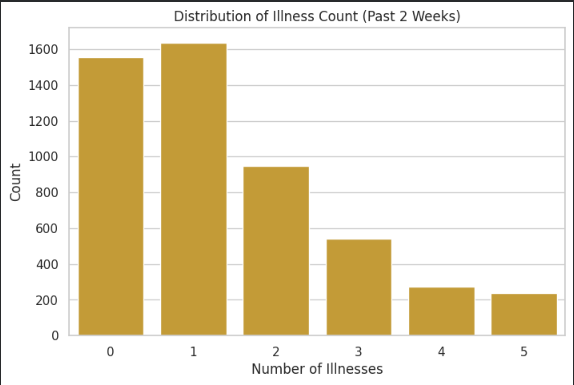 Distribution of Illness Count (Past 2 Weeks)
1600
1400
1200
1000
800
600
400
200
0
Count
0 1 2 3 4 5
Number of Illnesses